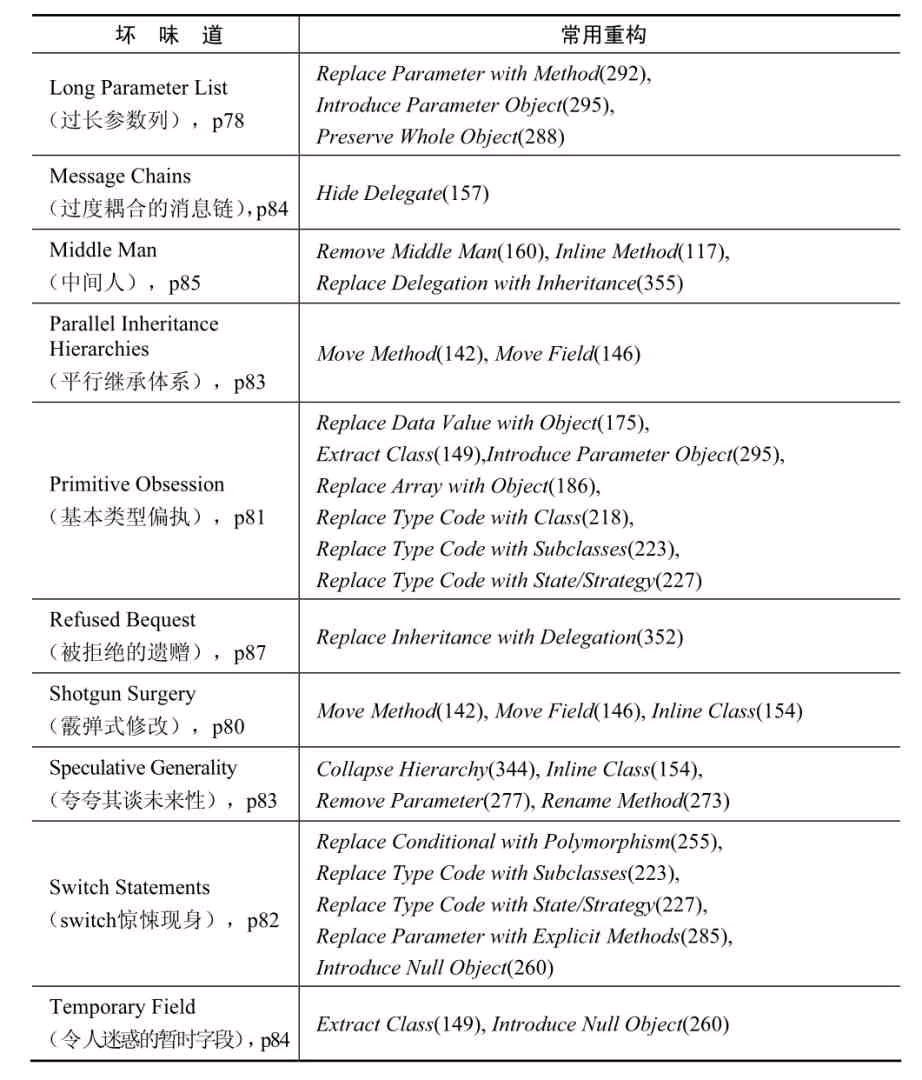 坏 味 道
常用重构
Long Parameter List
（过长参数列），p78
Replace Parameter with Method(292),
Introduce Parameter Object(295),
Preserve Whole Object(288)
Message Chains
（过度耦合的消息链），p84
Hide Delegate(157)
Middle Man
（中间人），p85
Remove Middle Man(160), Inline Method(117),
Replace Delegation with Inheritance(355)
Parallel Inheritance
Hierarchies
（平行继承体系），p83
Move Method(142), Move Field(146)
Primitive Obsession
（基本类型偏执），p81
Replace Data Value with Object(175),
Extract Class(149),Introduce Parameter Object(295),
Replace Array with Object(186),
Replace Type Code with Class(218),
Replace Type Code with Subclasses(223),
Replace Type Code with State/Strategy(227)
Refused Bequest
（被拒绝的遗赠），p87
Replace Inheritance with Delegation(352)
Shotgun Surgery
（霰弹式修改），p80
Move Method(142), Move Field(146), Inline Class(154)
Speculative Generality
（夸夸其谈未来性），p83
Collapse Hierarchy(344), Inline Class(154),
Remove Parameter(277), Rename Method(273)
Switch Statements
（switch惊悚现身），p82
Replace Conditional with Polymorphism(255),
Replace Type Code with Subclasses(223),
Replace Type Code with State/Strategy(227),
Replace Parameter with Explicit Methods(285),
Introduce Null Object(260)
Temporary Field
（令人迷惑的暂时字段），p84
Extract Class(149), Introduce Null Object(260)